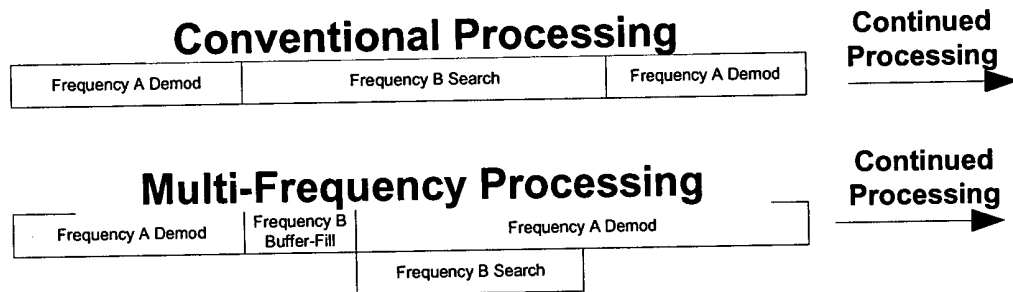 Conventional Processing
Continued
Processing
Frequency A Demod
Frequency B Search
Frequency A Demod
Multi-Frequency Processing
Continued
Processing
Frequency A Demod
Frequency B
Buffer-Fill
Frequency A Demod
Frequency B Search